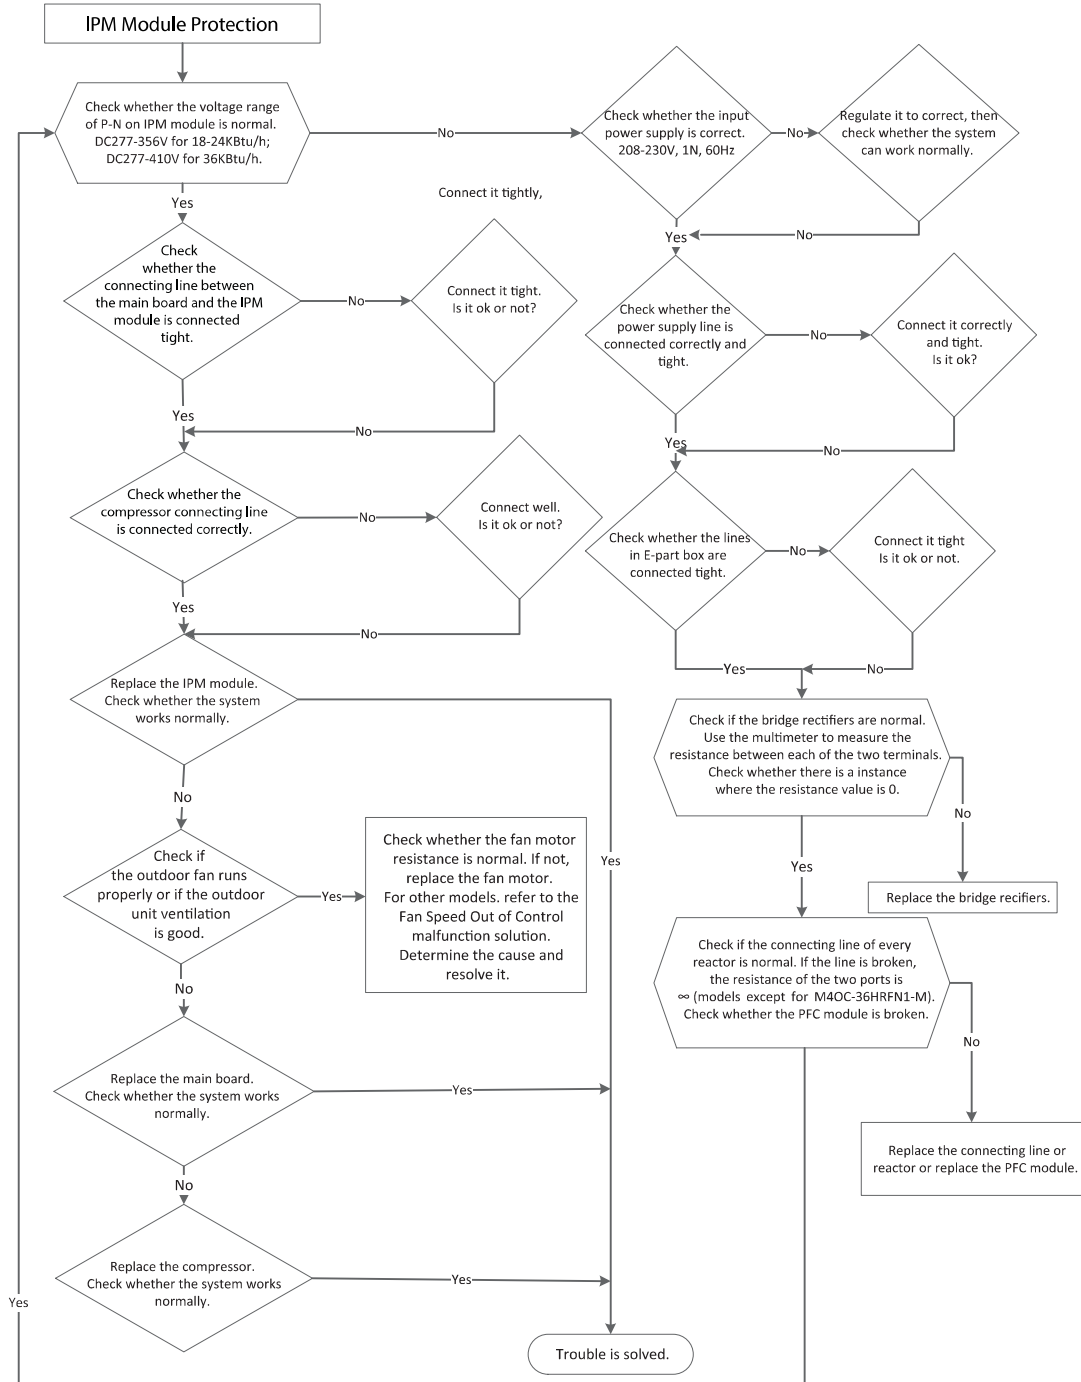 IPM Module Protection
Check whether the voltage range
of P-N on IPM module is normal.
DC277-356V for 18-24KBtu/h;
DC277-410V for 36KBtu/h.
No
Check whether the input
power supply is correct.
208-230V, 1N, 60Hz
No
Regulate it to correct, then
check whether the system
can work normally.
Yes
Connect it tightly,
Yes
No
Check
whether the
connecting line between
the main board and the IPM
module is connected
tight.
No
Connect it tight.
Is it ok or not?
Check whether the
power supply line is
connected correctly and
tight.
No
Connect it correctly
and tight.
Is it ok?
Yes
No
Yes
No
Check whether the
compressor connecting line
is connected correctly.
No
Connect well.
Is it ok or not?
Check whether the lines
in E-part box are
connected tight.
No
Connect it tight
Is it ok or not.
Yes
No
Yes
No
Replace the IPM module.
Check whether the system
works normally.
Check if the bridge rectifiers are normal.
Use the multimeter to measure the
resistance between each of the two terminals.
Check whether there is a instance
where the resistance value is 0.
No
No
Yes
Yes
Check if
the outdoor fan runs
properly or if the outdoor
unit ventilation
is good.
Yes
Check whether the fan motor
resistance is normal. If not,
replace the fan motor.
For other models. refer to the
Fan Speed Out of Control
malfunction solution.
Determine the cause and
resolve it.
Replace the bridge recifiers.
Check if the connecting line of every
reactor is normal. If the line is broken,
the resistance of the two ports is
∞ (models except for M4OC-36HRFN1-M).
Check whether the PFC module is broken.
No
No
Replace the main board.
Check whether the system works
normally.
Yes
Replace the connecting line or
reactor or replace the PFC module.
No
Replace the compressor.
Check whether the system works
normally.
Yes
Yes
Trouble is solved.